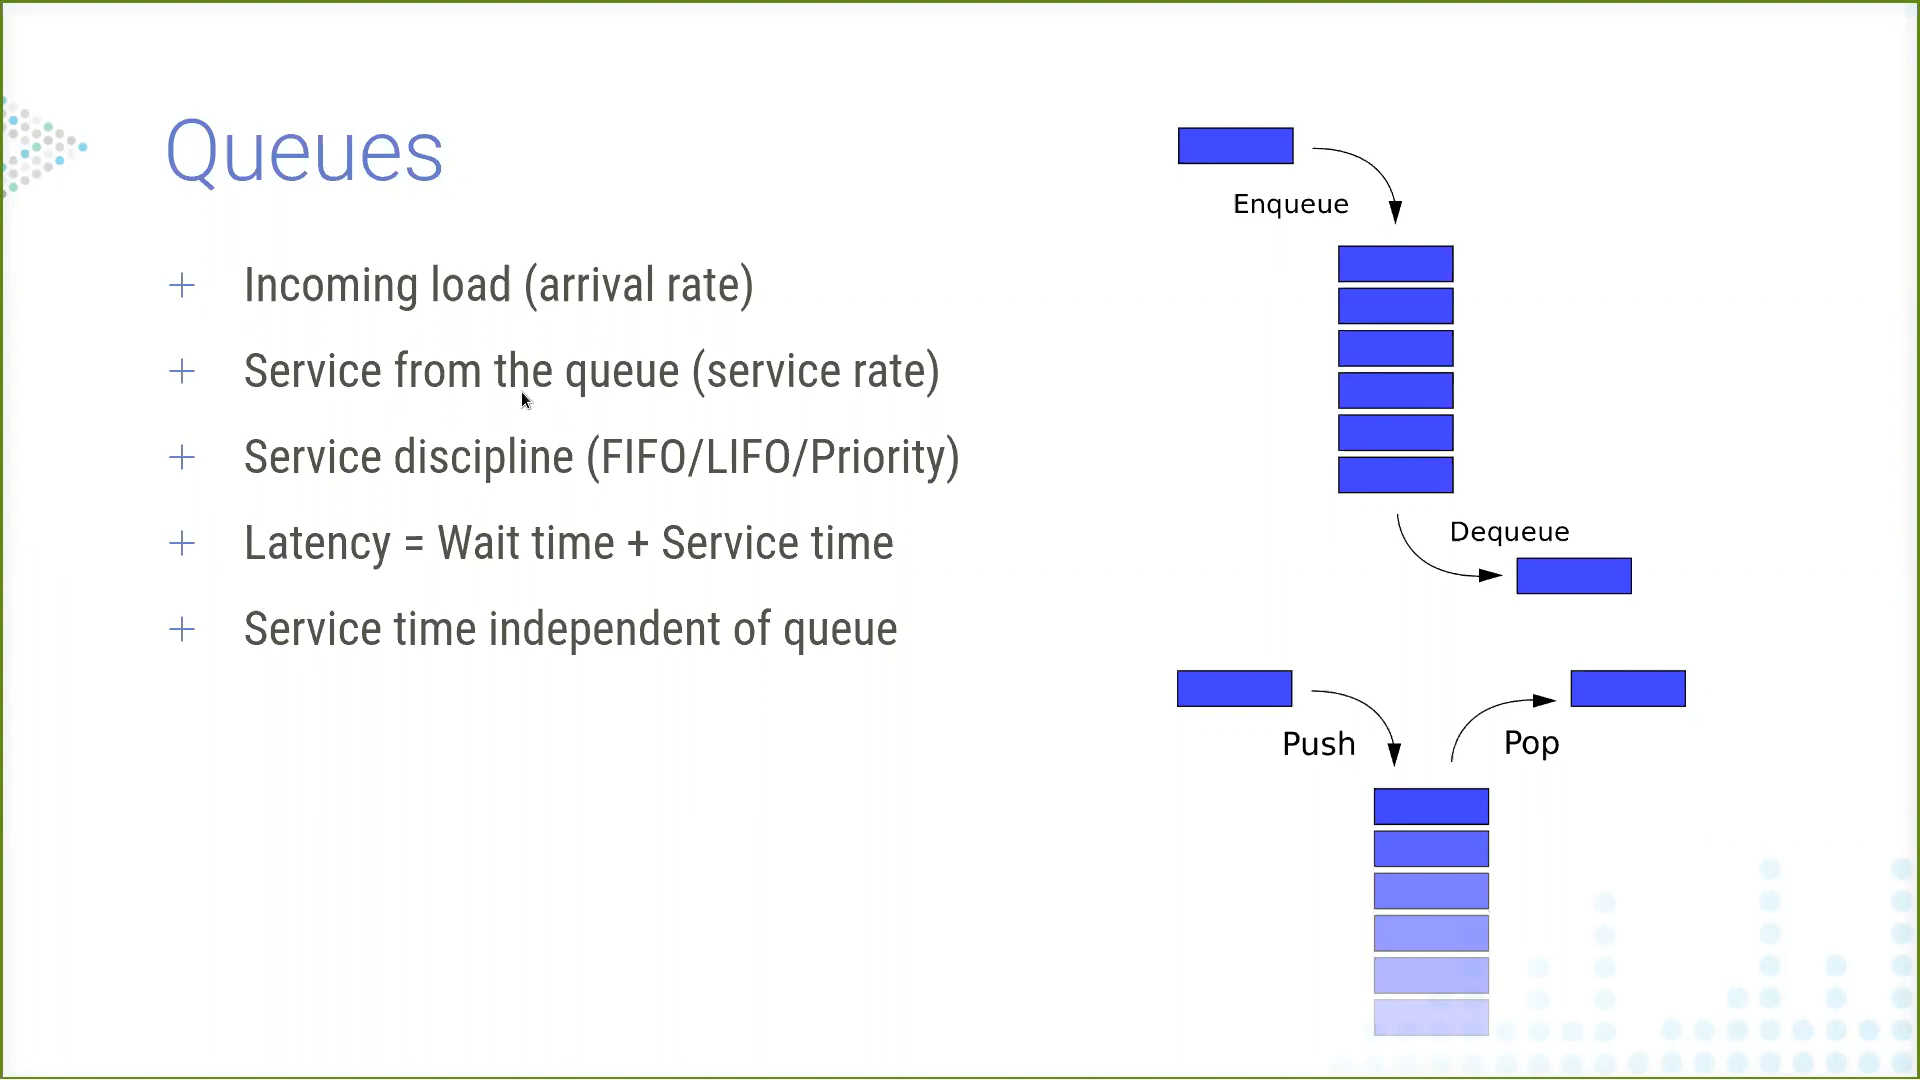 Queues
+ Incoming load (arrival rate)
+ Service from the queue (service rate)
+ Service discipline (FIFO/LIFO/Priority)
+ Latency = Wait time + Service time
+ Service time independent of queue
Enqueue
Dequeue
Push
Pop